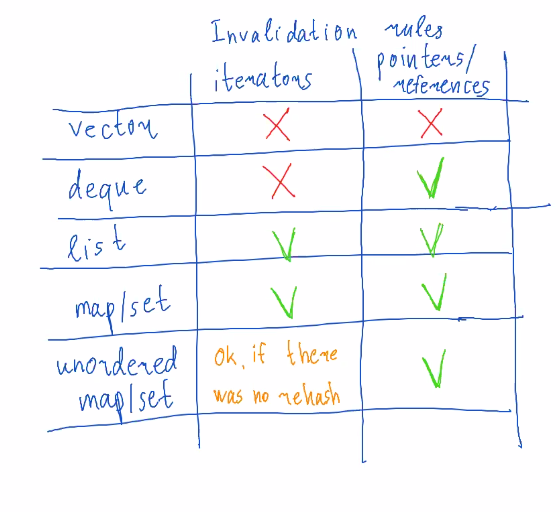 Invalidation rules
iterators pointers/
references
vector X X
deque X V
list V V
map/set V V
unordered
map/set ok, if there
was no rehash V